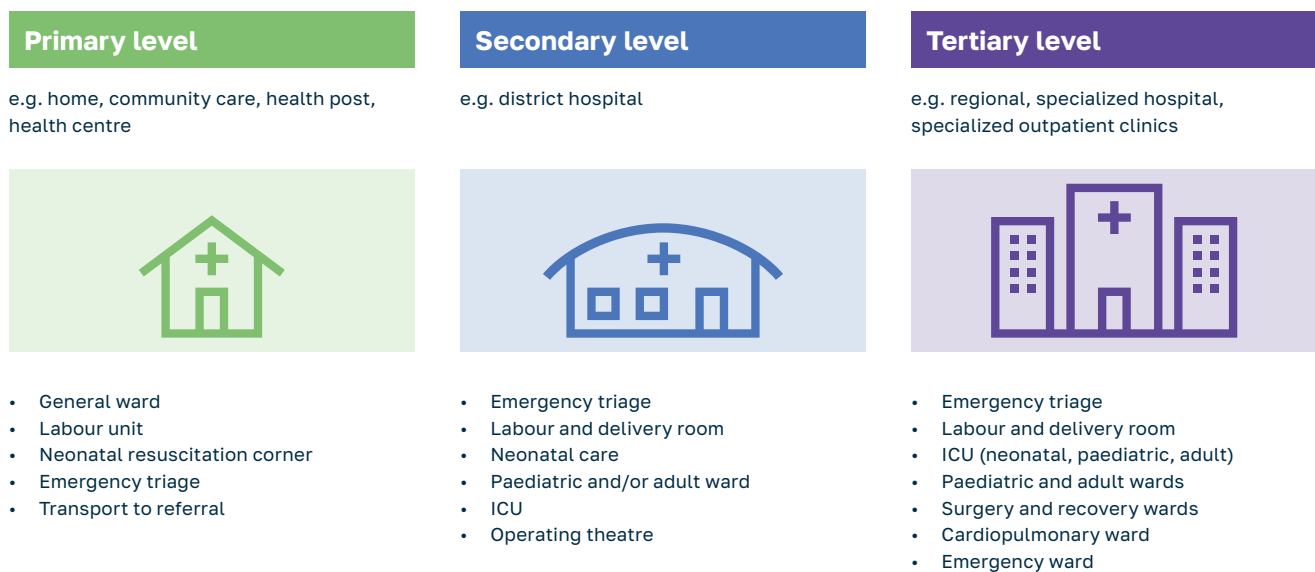 Primary level
e.g. home, community care, health post,
health centre
• General ward
• Labour unit
• Neonatal resuscitation corner
• Emergency triage
• Transport to referral
Secondary level
e.g. district hospital
• Emergency triage
• Labour and delivery room
• Neonatal care
• Paediatric and/or adult ward
• ICU
• Operating theatre
Tertiary level
e.g. regional, specialized hospital,
specialized outpatient clinics
• Emergency triage
• Labour and delivery room
• ICU (neonatal, paediatric, adult)
• Paediatric and adult wards
• Surgery and recovery wards
• Cardiopulmonary ward
• Emergency ward